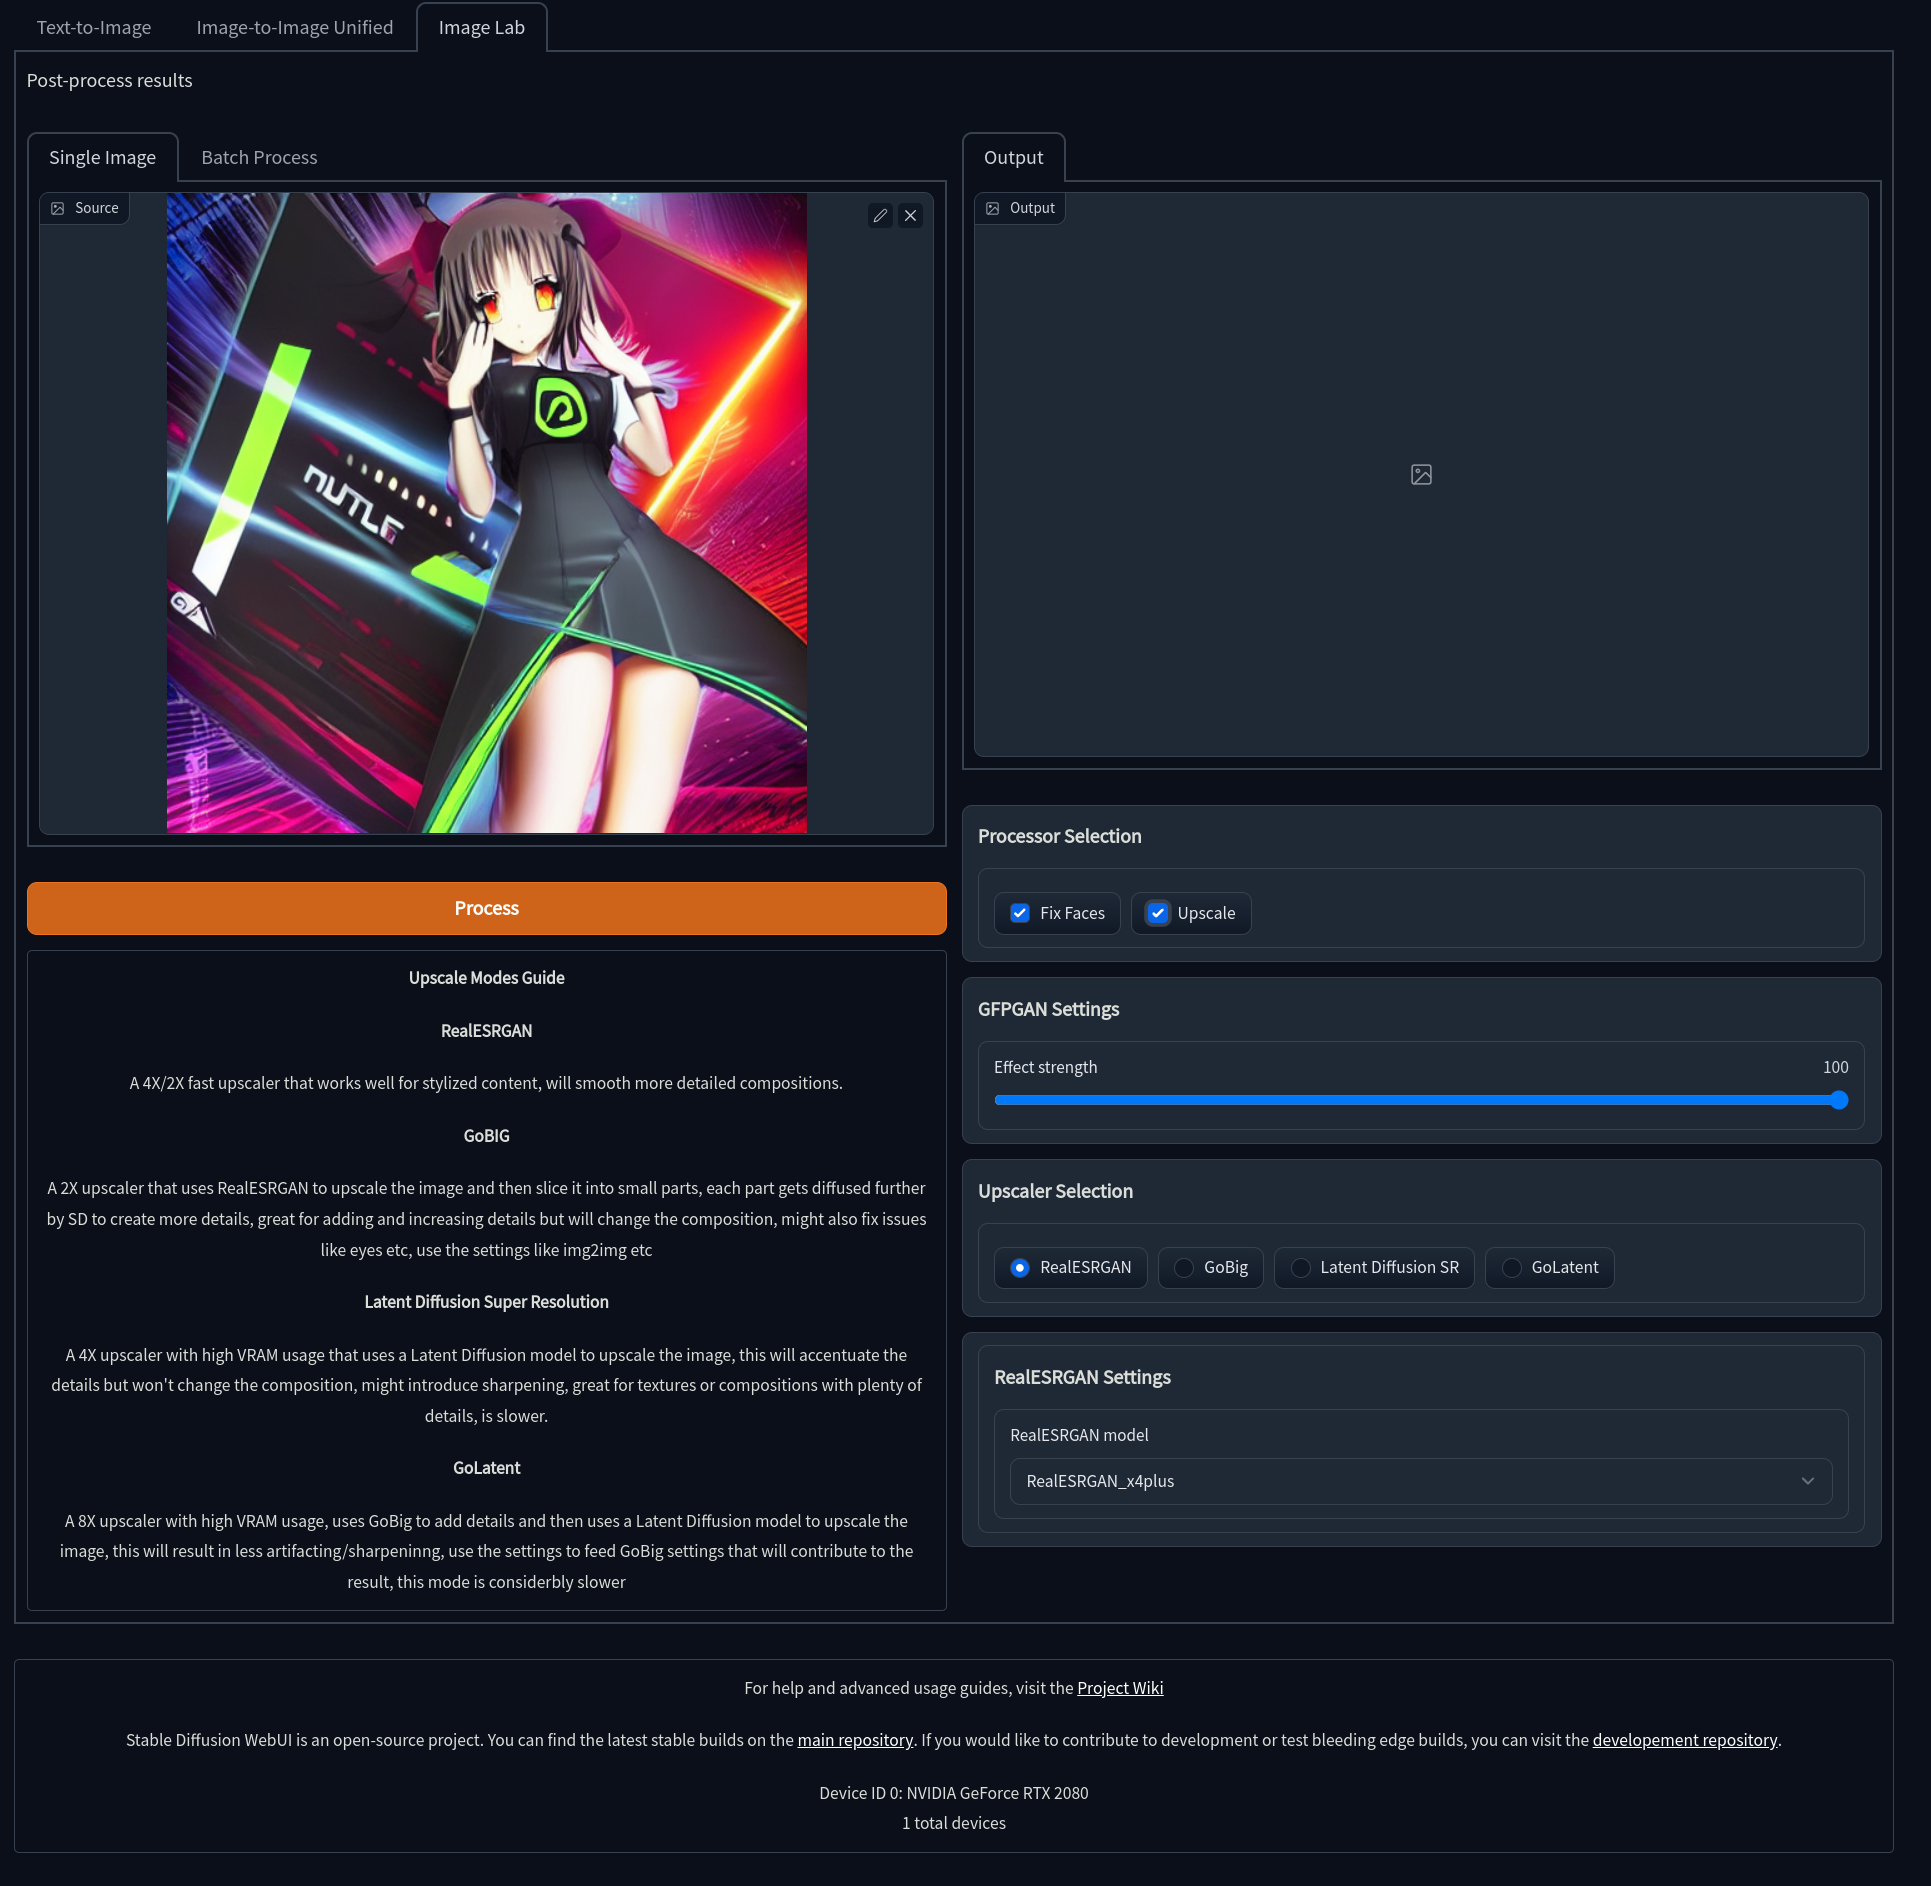 Text-to-Image
Image-to-Image Unified
Image Lab
Post-process results
Single Image
Batch Process
Source
NUTLF
Process
Upscale Modes Guide
RealESRGAN
A 4X/2X fast upscaler that works well for stylized content, will smooth more detailed compositions.
GoBIG
A 2X upscaler that uses RealESRGAN to upscale the image and then slice it into small parts, each part gets diffused further
by SD to create more details, great for adding and increasing details but will change the composition, might also fix issues
like eyes etc, use the settings like img2img etc
Latent Diffusion Super Resolution
A 4X upscaler with high VRAM usage that uses a Latent Diffusion model to upscale the image, this will accentuate the
details but won't change the composition, might introduce sharpening, great for textures or compositions with plenty of
details, is slower.
GoLatent
A 8X upscaler with high VRAM usage, uses GoBig to add details and then uses a Latent Diffusion model to upscale the
image, this will result in less artifacting/sharpeninng, use the settings to feed GoBig settings that will contribute to the
result, this mode is considerbly slower
Output
Output
Processor Selection
Fix Faces
Upscale
GFPGAN Settings
Effect strength
100
Upscaler Selection
RealESRGAN
GoBig
Latent Diffusion SR
GoLatent
RealESRGAN Settings
RealESRGAN model
RealESRGAN_x4plus
For help and advanced usage guides, visit the Project Wiki
Stable Diffusion WebUI is an open-source project. You can find the latest stable builds on the main repository. If you would like to contribute to development or test bleeding edge builds, you can visit the developement repository.
Device ID 0: NVIDIA GeForce RTX 2080
1 total devices